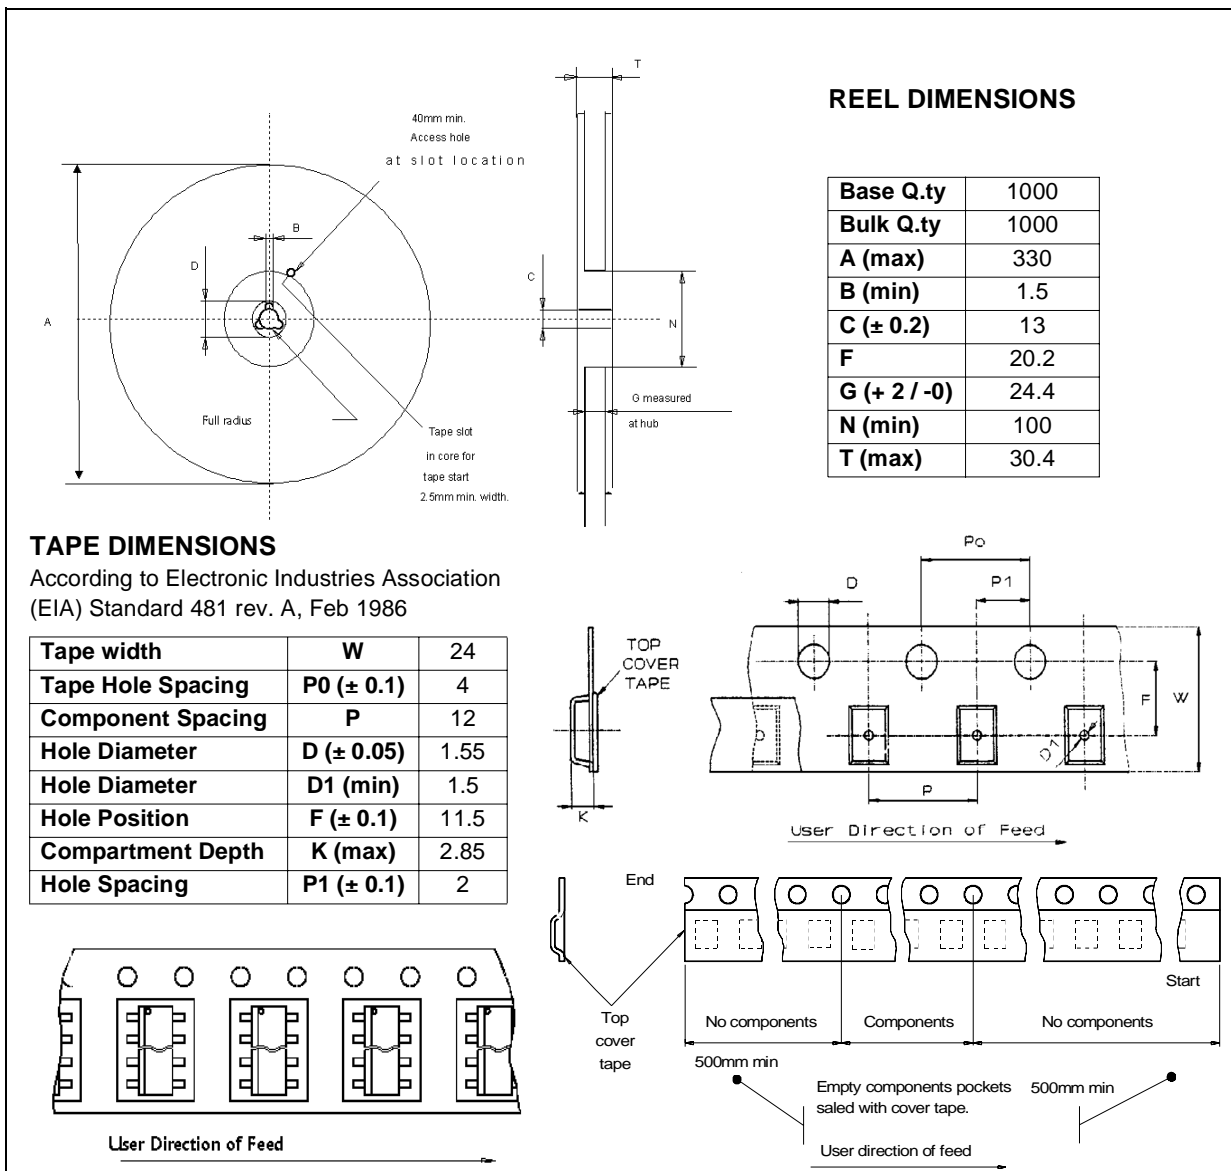 T
REEL DIMENSIONS
40mm min.
Access hole
at slot location
B
D
C
A
N
Full radius
G measured
at hub
Tape slot
in core for
tape start
2.5mm min. width.
Base Q.ty 1000
Bulk Q.ty 1000
A (max) 330
B (min) 1.5
C (± 0.2) 13
F 20.2
G (+ 2 / -0) 24.4
N (min) 100
T (max) 30.4
TAPE DIMENSIONS
According to Electronic Industries Association
(EIA) Standard 481 rev. A, Feb 1986
Tape width W 24
Tape Hole Spacing P0 (± 0.1) 4
Component Spacing P 12
Hole Diameter D (± 0.05) 1.55
Hole Diameter D1 (min) 1.5
Hole Position F (± 0.1) 11.5
Compartment Depth K (max) 2.85
Hole Spacing P1 (± 0.1) 2
Po
D
P1
TOP
COVER
TAPE
F
W
D1
P
K
User Direction of Feed
End
Start
Top
cover
tape
No components
Components
No components
500mm min
Empty components pockets
saled with cover tape.
500mm min
User direction of feed
User Direction of Feed